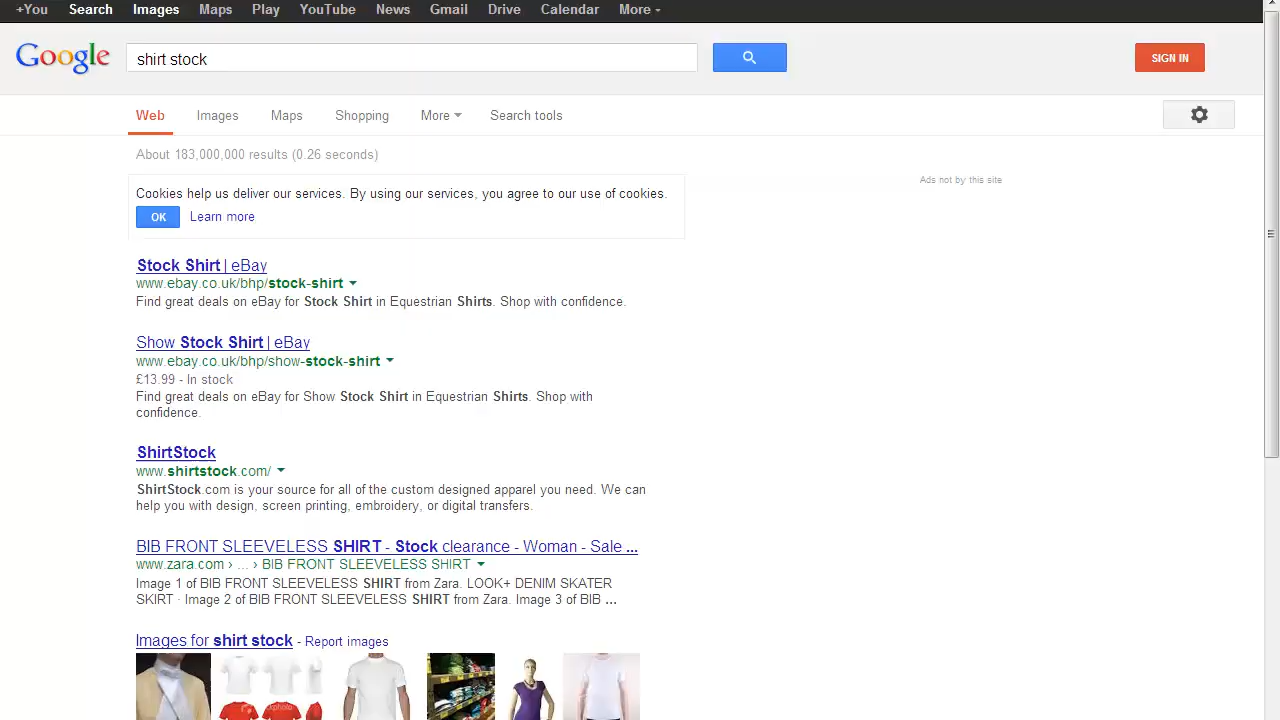 +You Search Images Maps Play YouTube News Gmail Drive Calendar More
Google shirt stock SIGN IN
Web Images Maps Shopping More Search tools
About 183,000,000 results (0.26 seconds)
Ads not by this site
Cookies help us deliver our services. By using our services, you agree to our use of cookies.
OK Learn more
Stock Shirt | eBay
www.ebay.co.uk/bhp/stock-shirt
Find great deals on eBay for Stock Shirt in Equestrian Shirts. Shop with confidence.
Show Stock Shirt | eBay
www.ebay.co.uk/bhp/show-stock-shirt
£13.99 - In stock
Find great deals on eBay for Show Stock Shirt in Equestrian Shirts. Shop with
confidence.
ShirtStock
www.shirtstock.com/
ShirtStock.com is your source for all of the custom designed apparel you need. We can
help you with design, screen printing, embroidery, or digital transfers.
BIB FRONT SLEEVELESS SHIRT - Stock clearance - Woman - Sale ...
www.zara.com › ... › BIB FRONT SLEEVELESS SHIRT
Image 1 of BIB FRONT SLEEVELESS SHIRT from Zara. LOOK+ DENIM SKATER
SKIRT · Image 2 of BIB FRONT SLEEVELESS SHIRT from Zara. Image 3 of BIB ...
Images for shirt stock - Report images